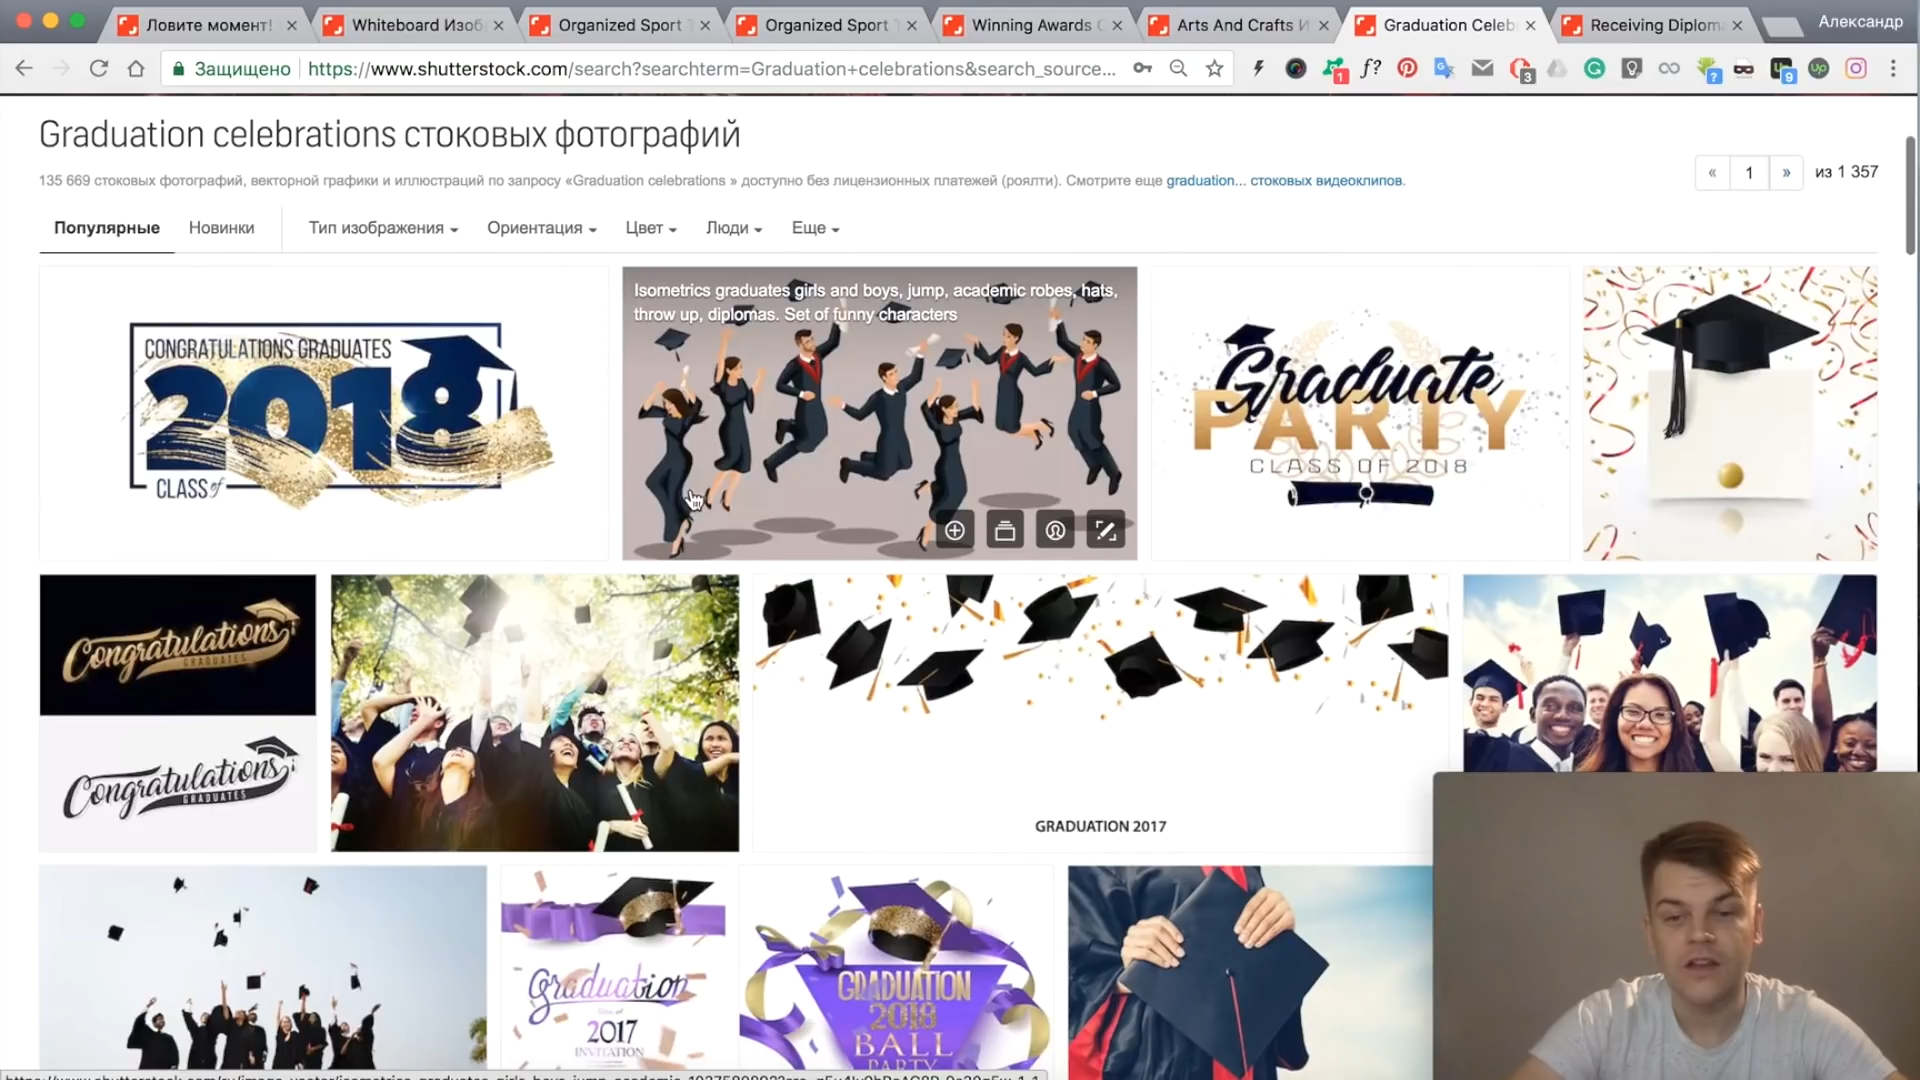 Ловите момент!
Whiteboard Изоб
Organized Sport T
Organized Sport T
Winning Awards
Arts And Crafts И
Graduation Celeb
Receiving Diplom
Александр
Защищено
https://www.shutterstock.com/search?searchterm=Graduation+celebrations&search_source...
f?
1
3
?
9
Graduation celebrations стоковых фотографий
135 669 стоковых фотографий, векторной графики и иллюстраций по запросу «Graduation celebrations » доступно без лицензионных платежей (роялти). Смотрите еще graduation... стоковых видеоклипов.
« 1 » из 1 357
Популярные
Новинки
Тип изображения
Ориентация
Цвет
Люди
Еще
CONGRATULATIONS GRADUATES
2018
CLASS of
Isometrics graduates girls and boys, jump, academic robes, hats,
throw up, diplomas. Set of funny characters
Graduate
PARTY
CLASS OF 2018
Congratulations
GRADUATES
Congratulations
GRADUATES
GRADUATION 2017
Graduation
2017
INVITATION
GRADUATION
2018
BALL
PARTY